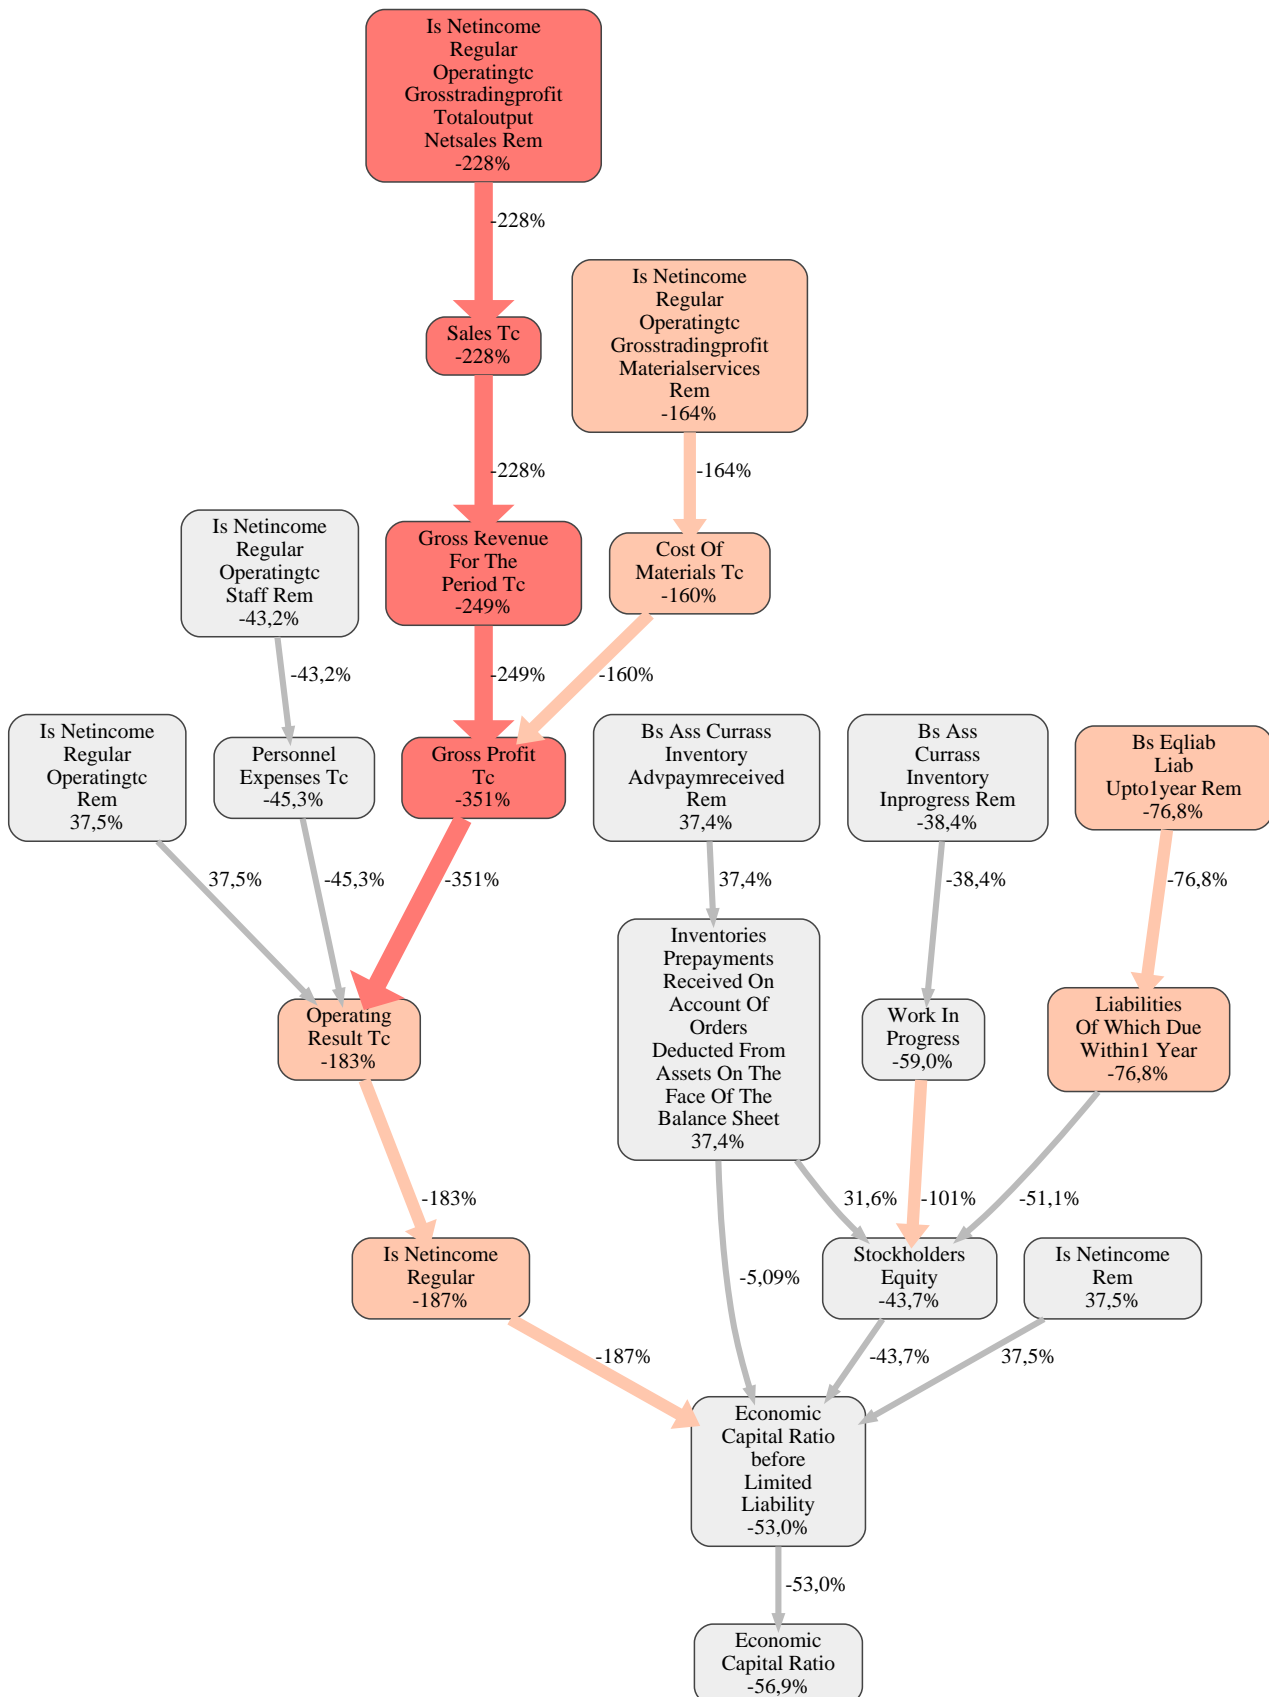 Is Netincome
Regular
Operatingtc
Grosstradingprofit
Totaloutput
Netsales Rem
-228%
-228%
Is Netincome
Regular
Operatingtc
Grosstradingprofit
Materialservices
Rem
-164%
Sales Tc
-228%
-228%
-164%
Is Netincome
Regular
Operatingtc
Staff Rem
-43,2%
Gross Revenue
For The
Period Tc
-249%
Cost Of
Materials Tc
-160%
-43,2%
-249%
-160%
Is Netincome
Regular
Operatingtc
Rem
37,5%
Personnel
Expenses Tc
-45,3%
Gross Profit
Tc
-351%
Bs Ass Currass
Inventory
Advpaymreceived
Rem
37,4%
Bs Ass
Currass
Inventory
Inprogress Rem
-38,4%
Bs Eqliab
Liab
Upto1year Rem
-76,8%
37,5%
-45,3%
-351%
37,4%
-38,4%
-76,8%
Operating
Result Tc
-183%
Inventories
Prepayments
Received On
Account Of
Orders
Deducted From
Assets On The
Face Of The
Balance Sheet
37,4%
Work In
Progress
-59,0%
Liabilities
Of Which Due
Within1 Year
-76,8%
-183%
31,6%
-101%
-51,1%
Is Netincome
Regular
-187%
-5,09%
Stockholders
Equity
-43,7%
Is Netincome
Rem
37,5%
-187%
-43,7%
37,5%
Economic
Capital Ratio
before
Limited
Liability
-53,0%
-53,0%
Economic
Capital Ratio
-56,9%